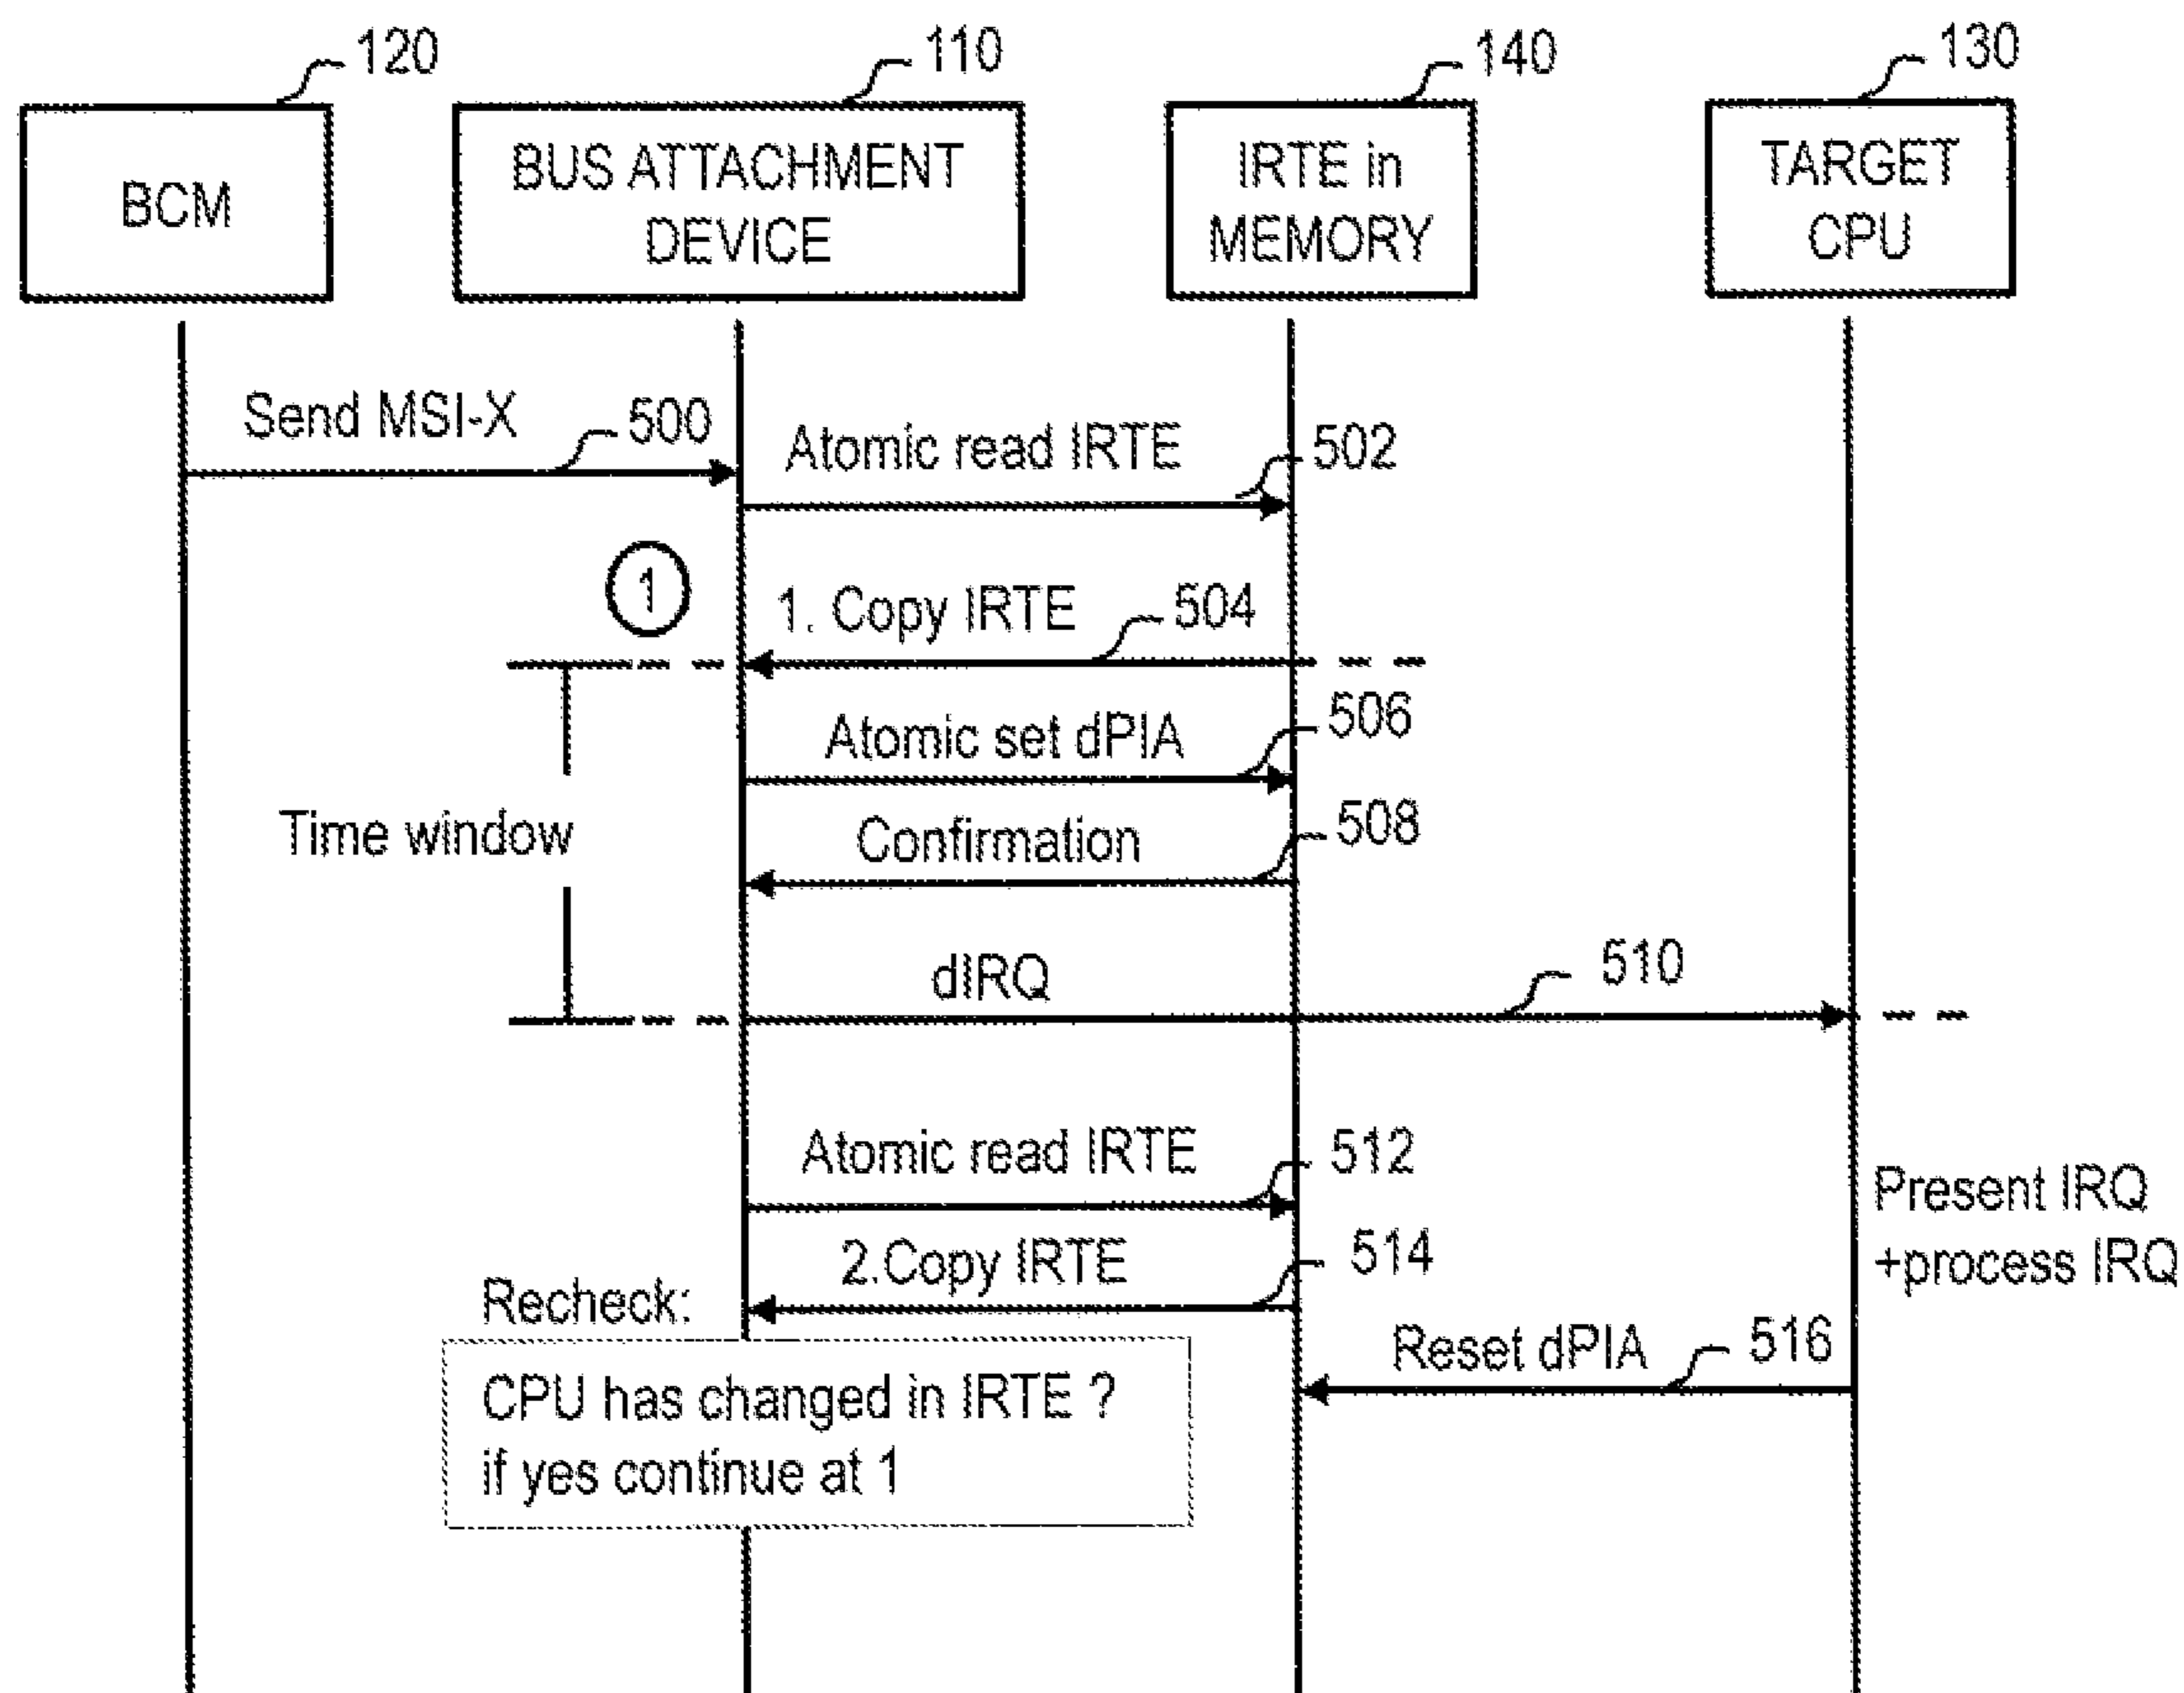 120
110
140
130
BCM
BUS ATTACHMENT
DEVICE
IRTE in
MEMORY
TARGET
CPU
Send MSI-X
500
Atomic read IRTE
502
1
1. Copy IRTE
504
Atomic set dPIA
506
Time window
Confirmation
508
dIRQ
510
Atomic read IRTE
512
Present IRQ
+process IRQ
2.Copy IRTE
514
Recheck:
Reset dPIA
516
CPU has changed in IRTE ?
if yes continue at 1